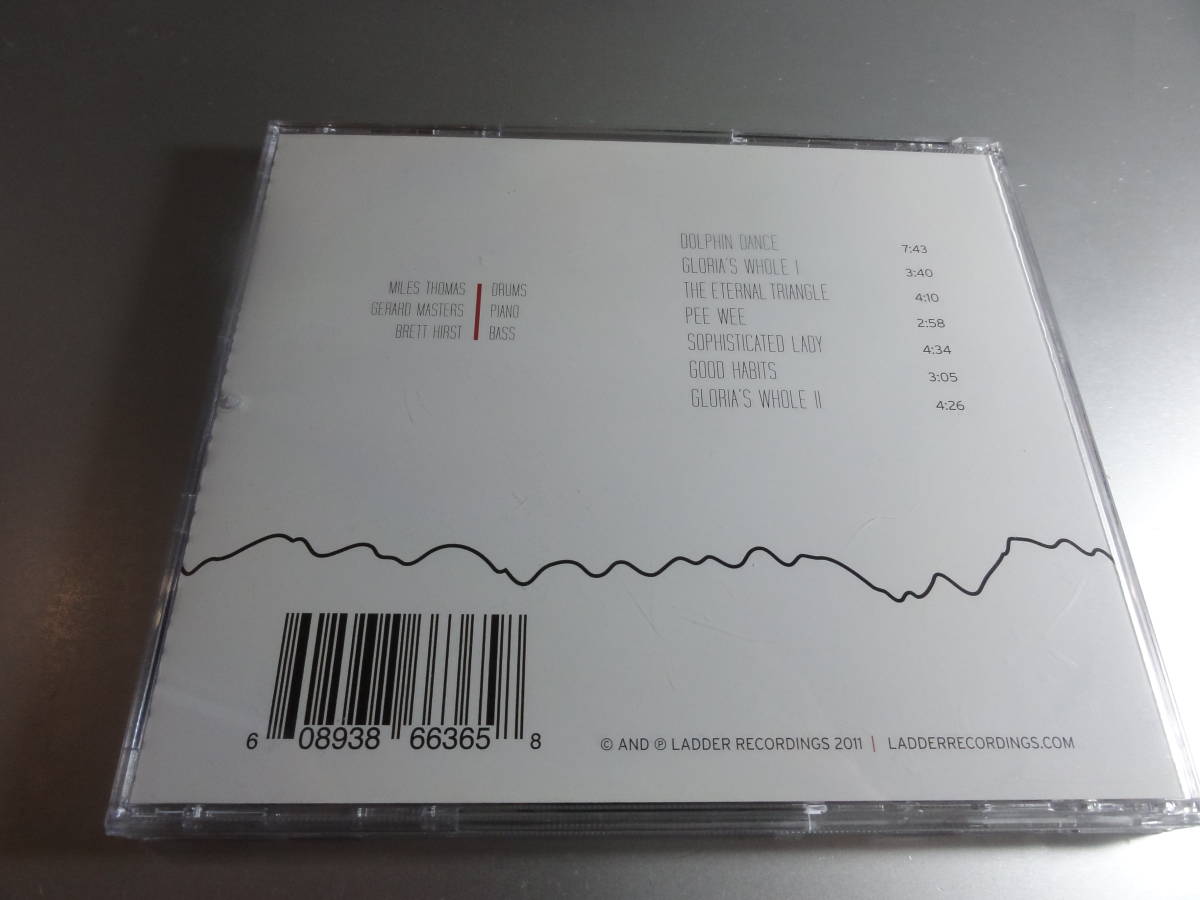 MILES THOMAS | DRUMS
GERARD MASTERS | PIANO
BRETT HIRST | BASS
DOLPHIN DANCE 7:43
GLORIA'S WHOLE I 3:40
THE ETERNAL TRIANGLE 4:10
PEE WEE 2:58
SOPHISTICATED LADY 4:34
GOOD HABITS 3:05
GLORIA'S WHOLE II 4:26
6 08938 66365 8
© AND ℗ LADDER RECORDINGS 2011 | LADDERRECORDINGS.COM